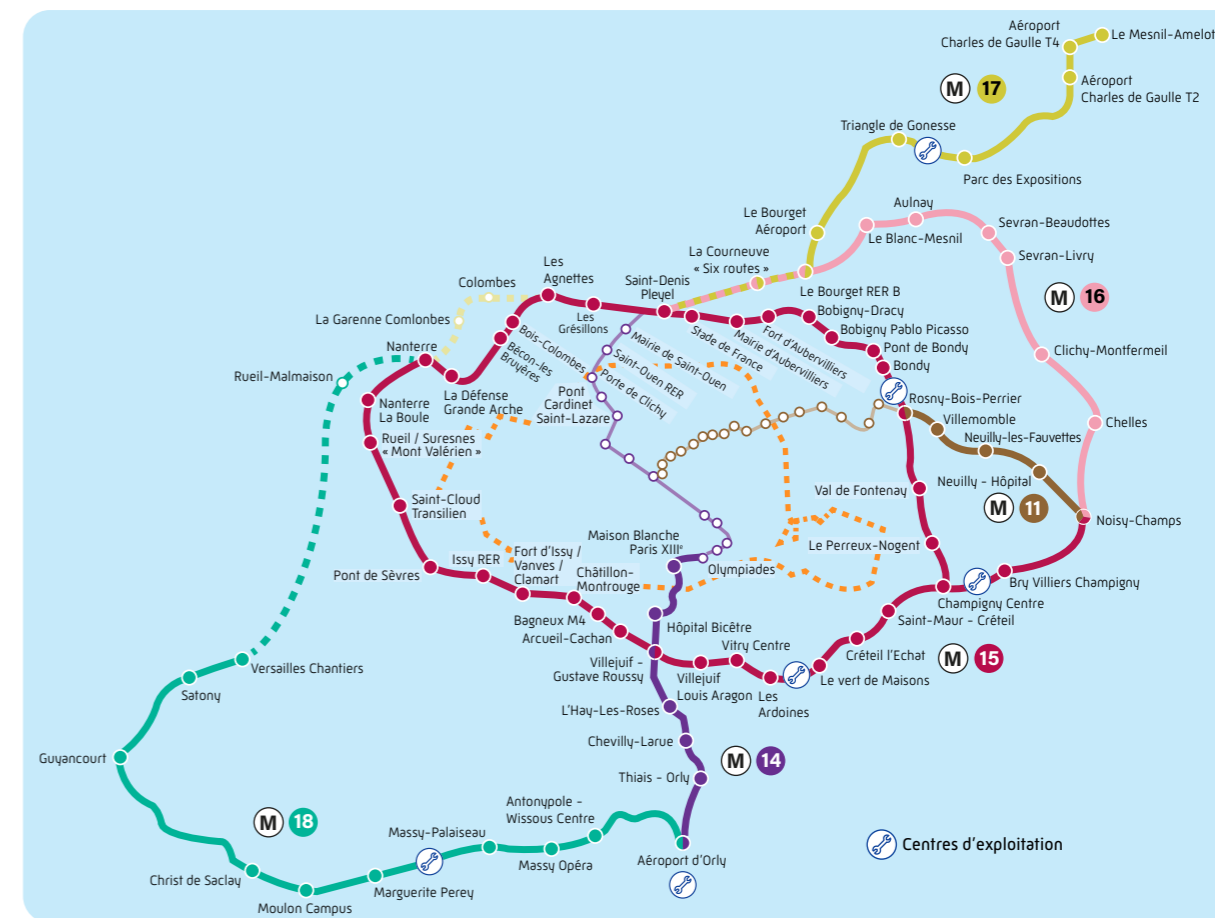 Aéroport
Charles de Gaulle T4
Le Mesnil-Amelot
M 17
Aéroport
Charles de Gaulle T2
Triangle de Gonesse
Parc des Expositions
Aulnay
Le Bourget
Aéroport
Sevran-Beaudottes
Le Blanc-Mesnil
La Courneuve
« Six routes »
Sevran-Livry
Les
Agnettes
Saint-Denis
Pleyel
Colombes
M 16
Le Bourget RER B
Les
Grésillons
Bobigny-Dracy
La Garenne Comlonbes
Bobigny Pablo Picasso
Stade de France
Mairie d'Aubervilliers
Fort d'Aubervilliers
Mairie de Saint-Ouen
Saint-Ouen RER
Porte de Clichy
Bois-Colombes
Bécon-les
Bruyères
Nanterre
Pont de Bondy
Clichy-Montfermeil
Bondy
Rueil-Malmaison
La Défense
Grande Arche
Pont
Cardinet
Saint-Lazare
Rosny-Bois-Perrier
Nanterre
La Boule
Villemomble
Chelles
Neuilly-les-Fauvettes
Rueil / Suresnes
« Mont Valérien »
Neuilly - Hôpital
Val de Fontenay
Saint-Cloud
Transilien
M 11
Noisy-Champs
Maison Blanche
Paris XIIIe
Le Perreux-Nogent
Fort d'Issy /
Vanves /
Clamart
Issy RER
Olympiades
Pont de Sèvres
Châtillon-
Montrouge
Bry Villiers Champigny
Champigny Centre
Bagneux M4
Hôpital Bicêtre
Saint-Maur - Créteil
Arcueil-Cachan
Vitry Centre
Créteil l'Echat
M 15
Versailles Chantiers
Villejuif -
Gustave Roussy
Villejuif
Louis Aragon
Les
Ardoines
Le vert de Maisons
Satony
L'Hay-Les-Roses
Chevilly-Larue
Guyancourt
M 14
Thiais - Orly
Antonypole -
Wissous Centre
M 18
Massy-Palaiseau
Centres d'exploitation
Massy Opéra
Aéroport d'Orly
Christ de Saclay
Marguerite Perey
Moulon Campus